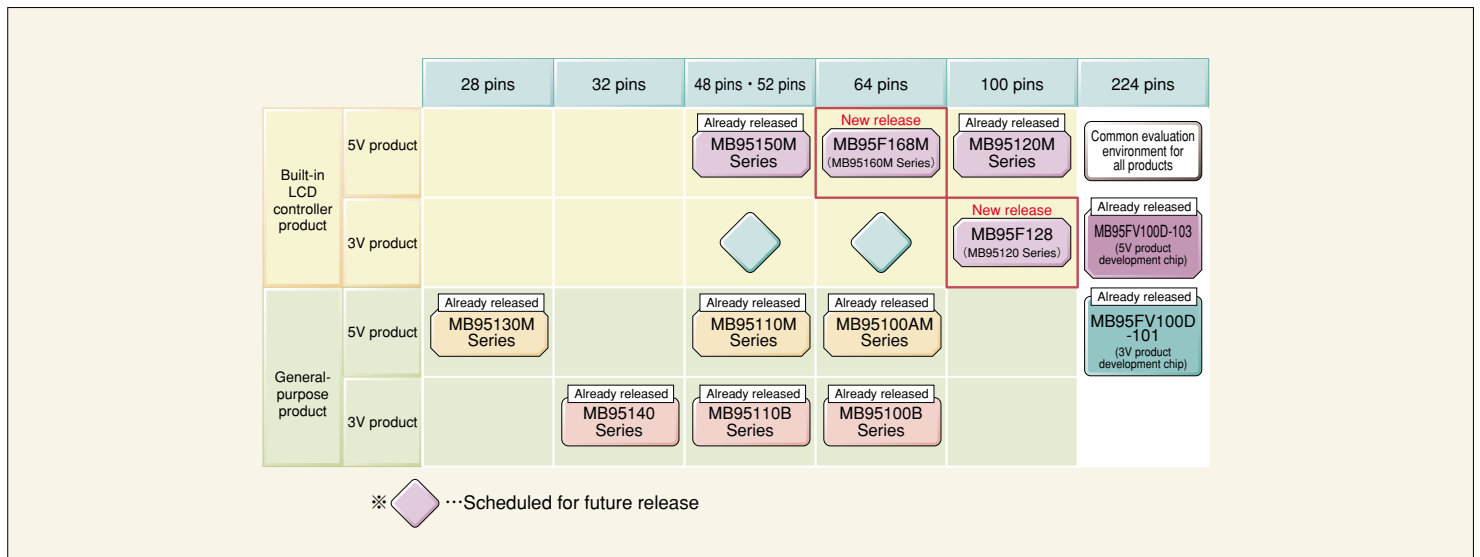 28 pins
32 pins
48 pins・52 pins
64 pins
100 pins
224 pins
Built-in
LCD
controller
product
5V product
Already released
MB95150M
Series
New release
MB95F168M
(MB95160M Series)
Already released
MB95120M
Series
Common evaluation
environment for
all products
3V product
New release
MB95F128
(MB95120 Series)
Already released
MB95FV100D-103
(5V product
development chip)
General-
purpose
product
5V product
Already released
MB95130M
Series
Already released
MB95110M
Series
Already released
MB95100AM
Series
Already released
MB95FV100D
-101
(3V product
development chip)
3V product
Already released
MB95140
Series
Already released
MB95110B
Series
Already released
MB95100B
Series
※ …Scheduled for future release